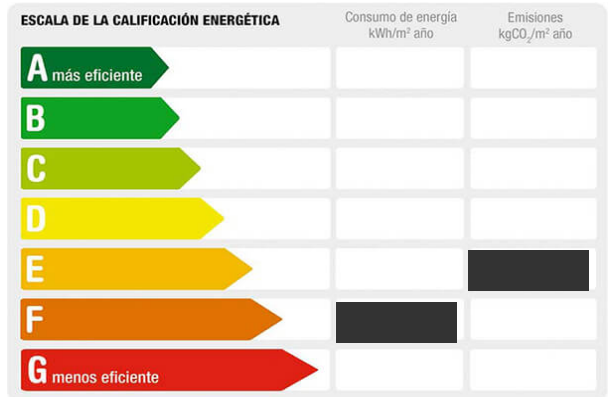 ESCALA DE LA CALIFICACIÓN ENERGÉTICA
Consumo de energía
kWh/m² año
Emisiones
kgCO₂/m² año
A más eficiente
B
C
D
E
F
G menos eficiente